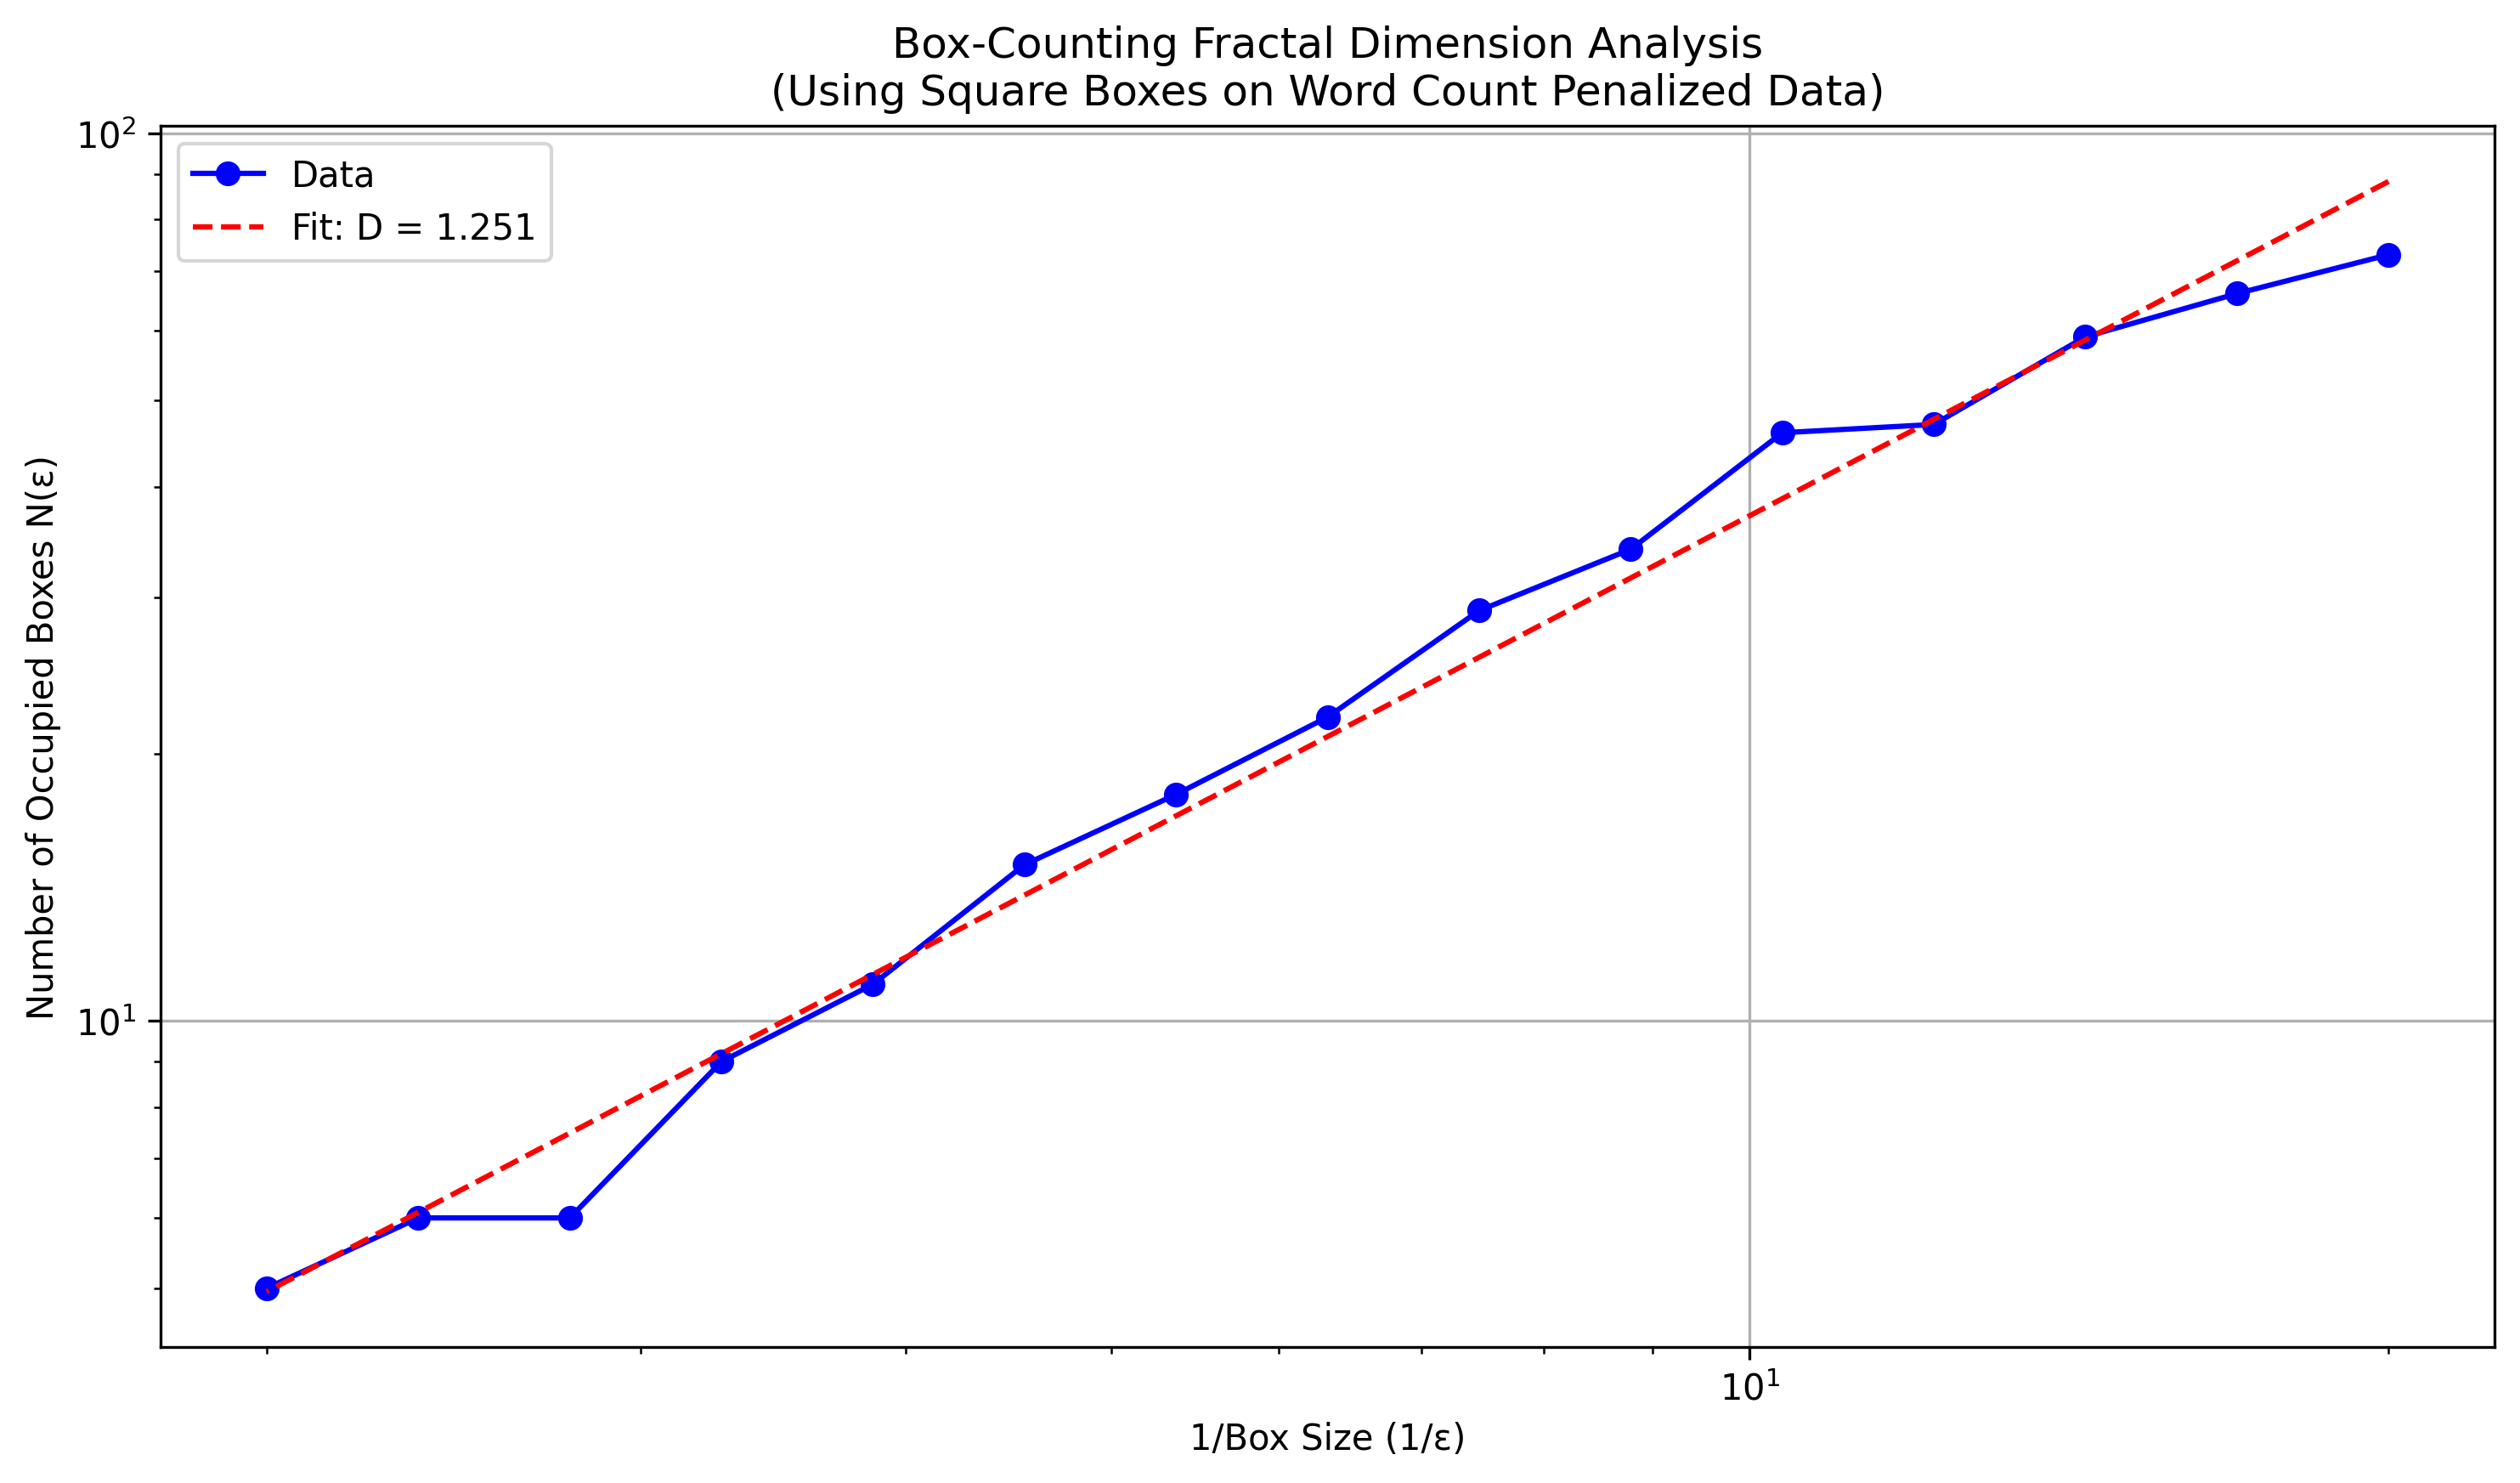 Box-Counting Fractal Dimension Analysis
(Using Square Boxes on Word Count Penalized Data)
10²
Data
Fit: D = 1.251
Number of Occupied Boxes N(ε)
10¹
10¹
1/Box Size (1/ε)